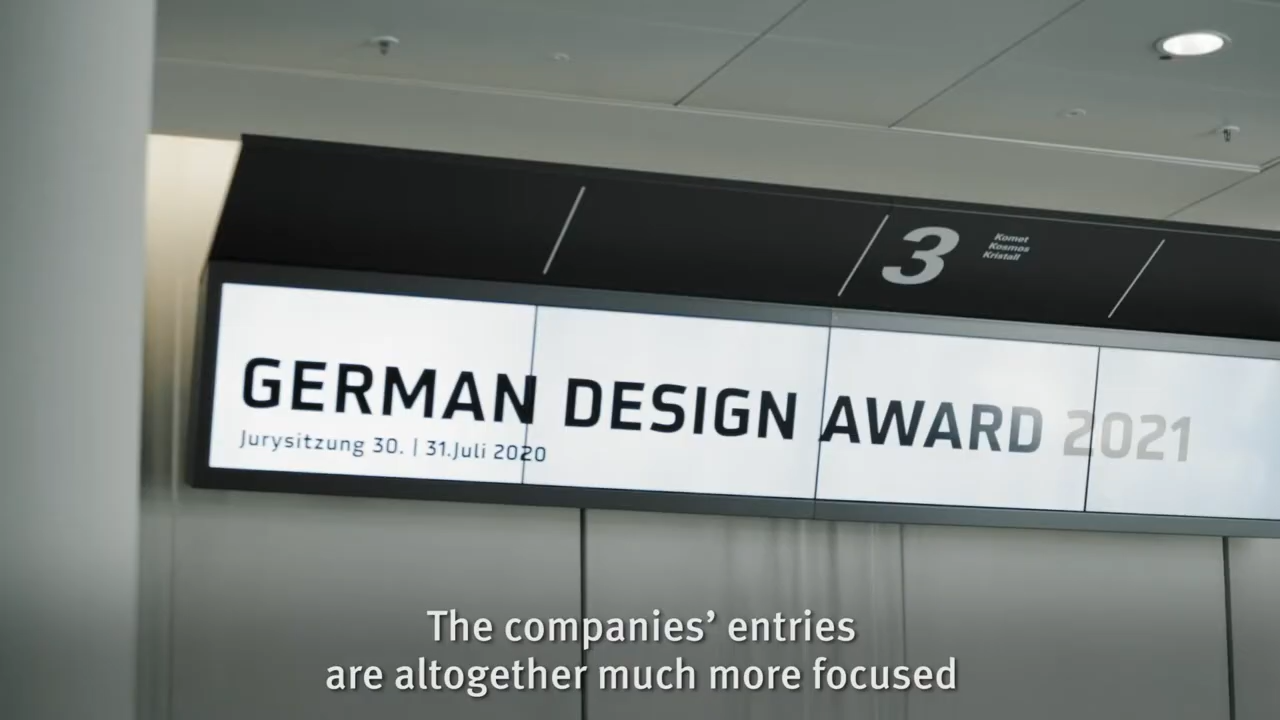 3
Komet
Kosmos
Kristall
GERMAN DESIGN AWARD 2021
Jurysitzung 30. | 31.Juli 2020
The companies’ entries
are altogether much more focused